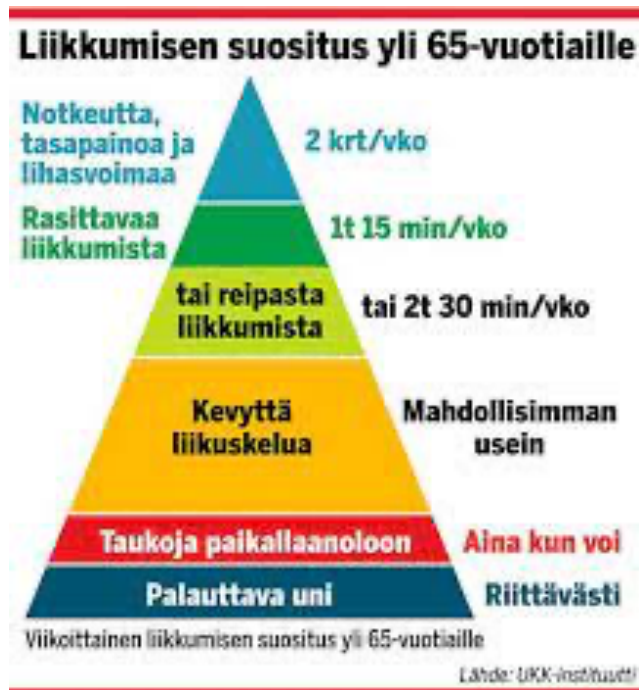 Liikkumisen suositus yli 65-vuotiaille
Notkeutta,
tasapainoa ja
lihasvoimaa
2 krt/vko
Rasittavaa
liikkumista
1t 15 min/vko
tai reipasta
liikkumista
tai 2t 30 min/vko
Kevyttä
liikuskelua
Mahdollisimman
usein
Taukoja paikallaanoloon
Aina kun voi
Palauttava uni
Riittävästi
Viikoittainen liikkumisen suositus yli 65-vuotiaille
Lähde: UKK-instituutti